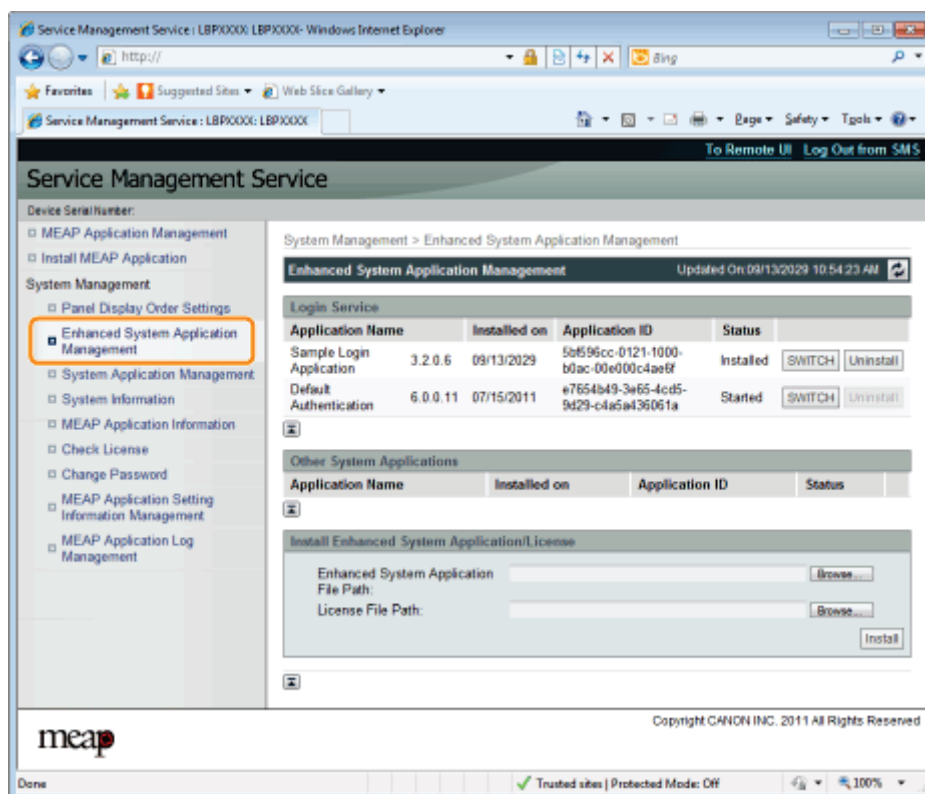 Service Management Service : LBPXXXX: LBPXXXX- Windows Internet Explorer
http://
Bing
Favorites Suggested Sites Web Slice Gallery
Service Management Service : LBPXXXX: LBPXXXX
Page Safety Tools
To Remote UI Log Out from SMS
Service Management Service
Device Serial Number:
MEAP Application Management
Install MEAP Application
System Management
Panel Display Order Settings
Enhanced System Application
Management
System Application Management
System Information
MEAP Application Information
Check License
Change Password
MEAP Application Setting
Information Management
MEAP Application Log
Management
System Management > Enhanced System Application Management
Enhanced System Application Management Updated On:09/13/2029 10:54:23 AM
Login Service
Application Name Installed on Application ID Status
Sample Login
Application 3.2.0.6 09/13/2029 5bf596cc-0121-1000-
b0ac-00e000c4ae6f Installed SWITCH Uninstall
Default
Authentication 6.0.0.11 07/15/2011 e7654b49-3e65-4cd5-
9d29-c4a5a436061a Started SWITCH Uninstall
Other System Applications
Application Name Installed on Application ID Status
Install Enhanced System Application/License
Enhanced System Application
File Path: Browse...
License File Path: Browse...
Install
meap
Copyright CANON INC. 2011 All Rights Reserved
Done Trusted sites | Protected Mode: Off 100%